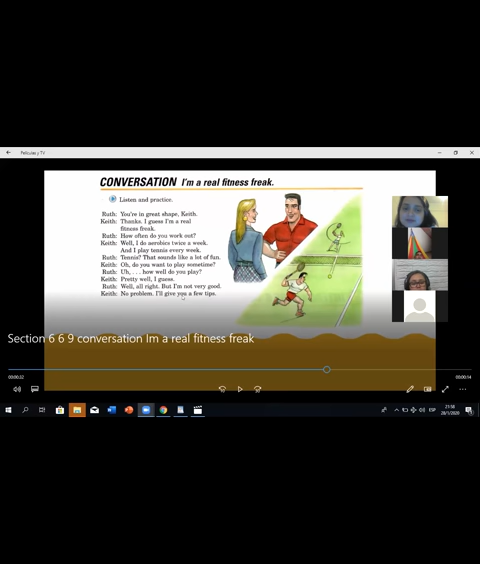 Películas y TV
CONVERSATION I'm a real fitness freak.
Listen and practice.
Ruth: You're in great shape, Keith.
Keith: Thanks. I guess I'm a real
fitness freak.
Ruth: How often do you work out?
Keith: Well, I do aerobics twice a week.
And I play tennis every week.
Ruth: Tennis? That sounds like a lot of fun.
Keith: Oh, do you want to play sometime?
Ruth: Uh, . . . how well do you play?
Keith: Pretty well, I guess.
Ruth: Well, all right. But I'm not very good.
Keith: No problem. I'll give you a few tips.
Section 6 6 9 conversation Im a real fitness freak
00:00:32
00:00:14
ESP
21:58
28/1/2020